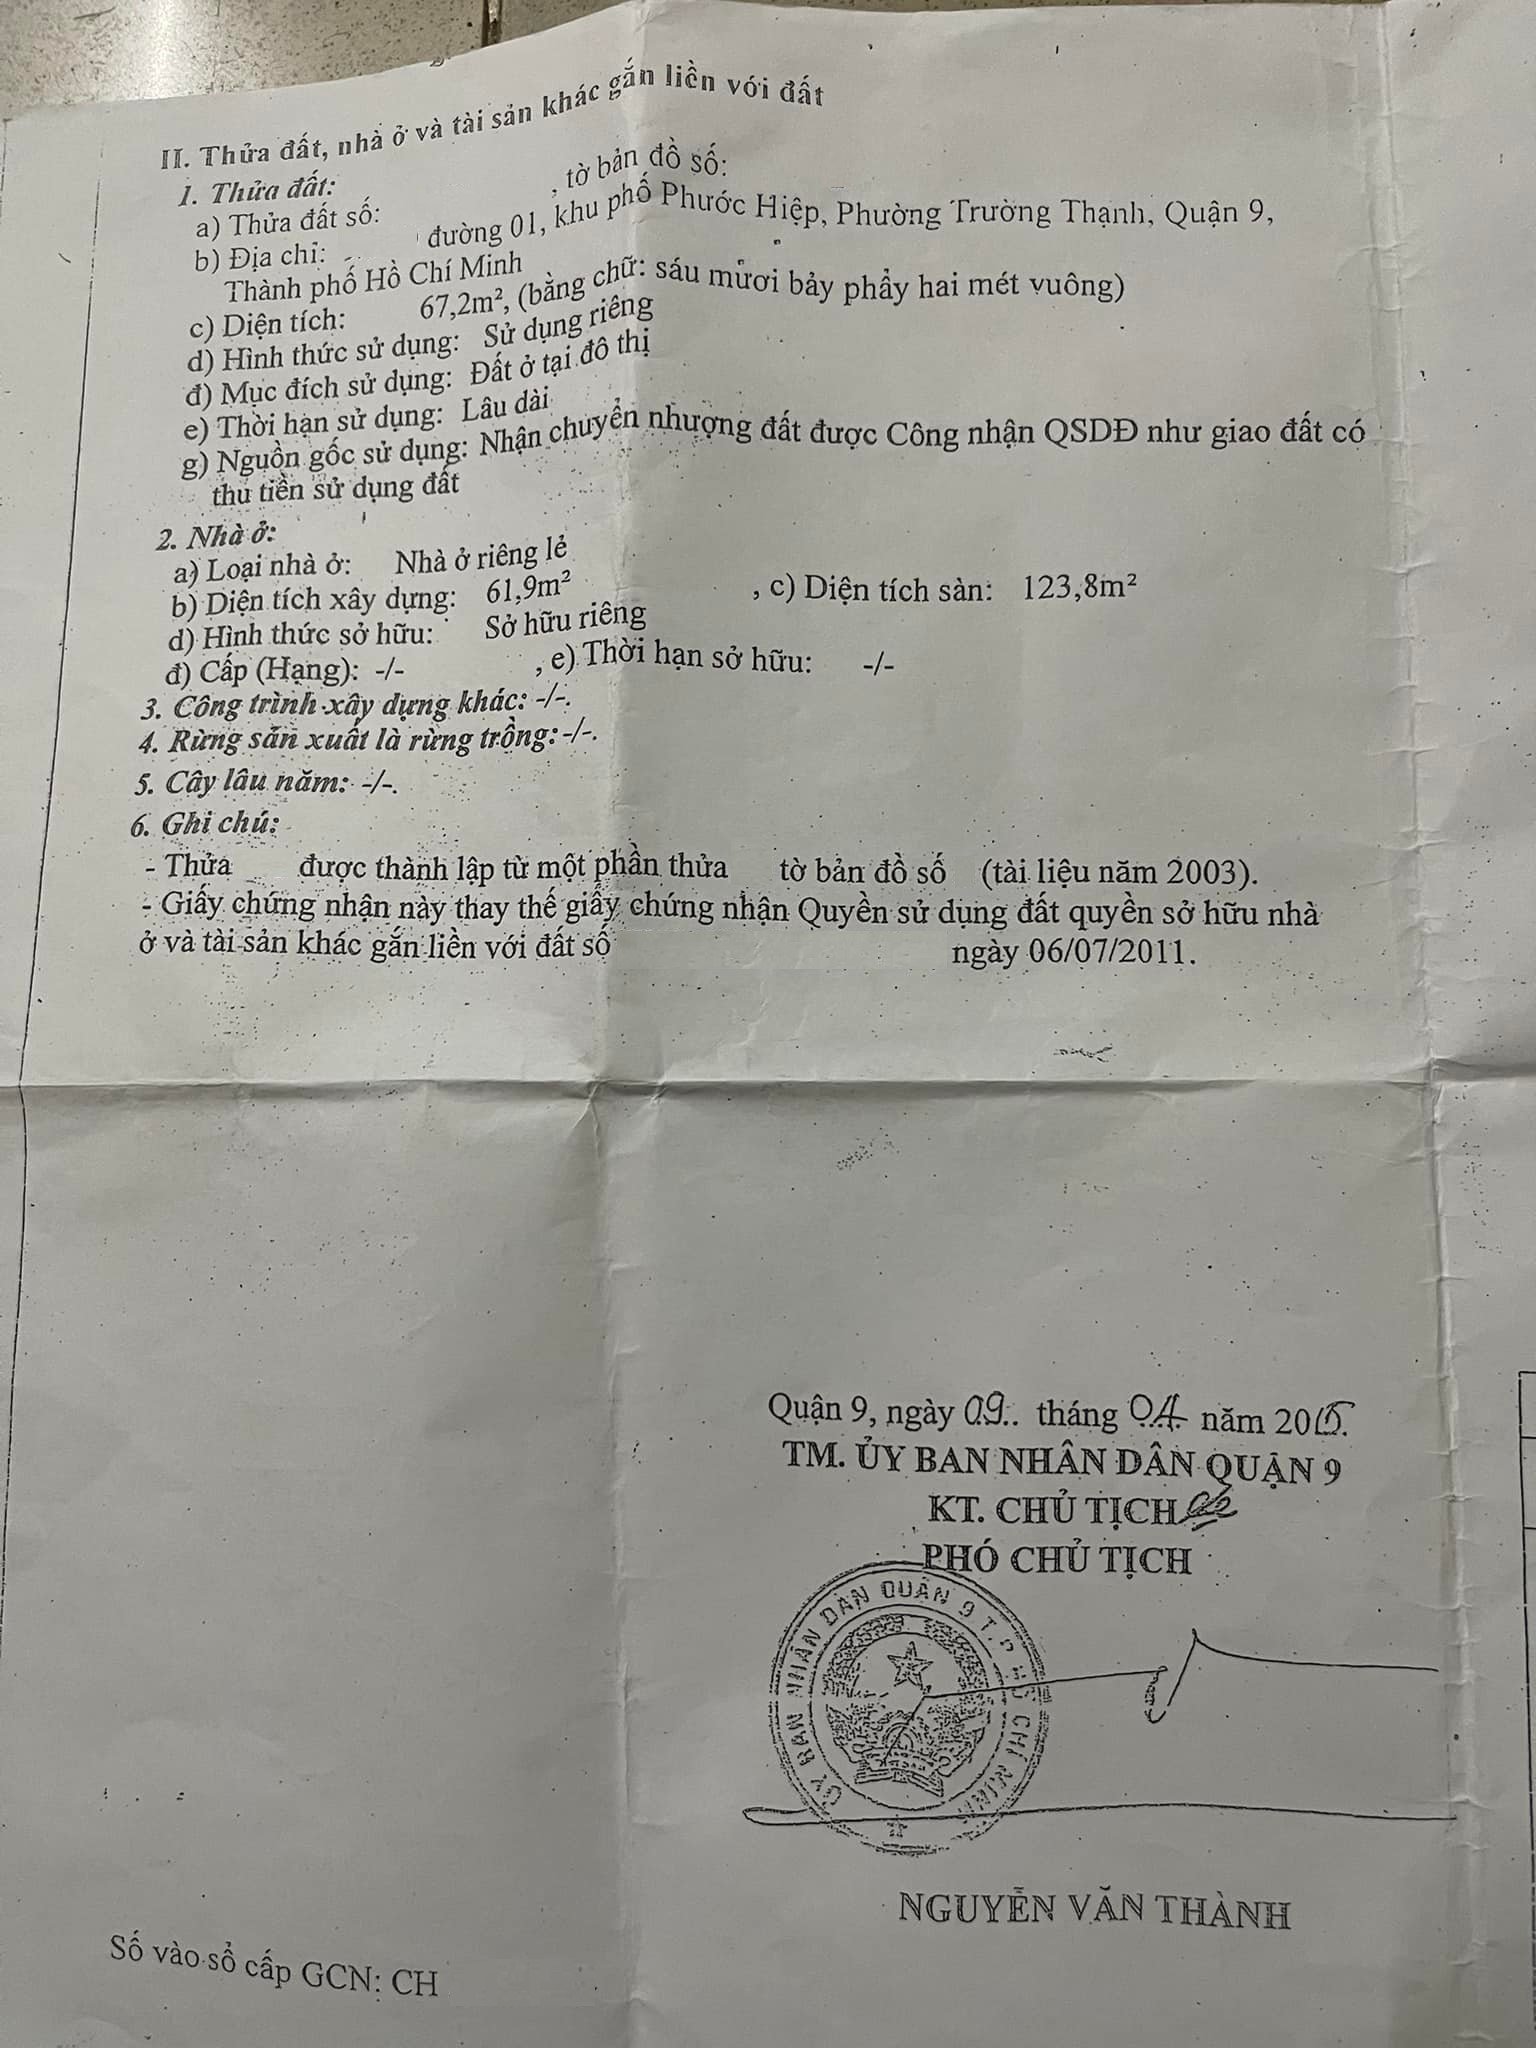 II. Thửa đất, nhà ở và tài sản khác gắn liền với đất
1. Thửa đất:
a) Thửa đất số: , tờ bản đồ số:
b) Địa chỉ: đường 01, khu phố Phước Hiệp, Phường Trường Thạnh, Quận 9,
Thành phố Hồ Chí Minh
c) Diện tích: 67,2m², (bằng chữ: sáu mươi bảy phẩy hai mét vuông)
d) Hình thức sử dụng: Sử dụng riêng
đ) Mục đích sử dụng: Đất ở tại đô thị
e) Thời hạn sử dụng: Lâu dài
g) Nguồn gốc sử dụng: Nhận chuyển nhượng đất được Công nhận QSDĐ như giao đất có
thu tiền sử dụng đất
2. Nhà ở:
a) Loại nhà ở: Nhà ở riêng lẻ
b) Diện tích xây dựng: 61,9m² , c) Diện tích sàn: 123,8m²
d) Hình thức sở hữu: Sở hữu riêng
đ) Cấp (Hạng): -/- , e) Thời hạn sở hữu: -/-
3. Công trình xây dựng khác: -/-.
4. Rừng sản xuất là rừng trồng: -/-.
5. Cây lâu năm: -/-.
6. Ghi chú:
- Thửa được thành lập từ một phần thửa tờ bản đồ số (tài liệu năm 2003).
- Giấy chứng nhận này thay thế giấy chứng nhận Quyền sử dụng đất quyền sở hữu nhà
ở và tài sản khác gắn liền với đất số ngày 06/07/2011.
Quận 9, ngày 09.. tháng 04 năm 2015.
TM. ỦY BAN NHÂN DÂN QUẬN 9
KT. CHỦ TỊCH
PHÓ CHỦ TỊCH
ỦY BAN NHÂN DÂN QUẬN 9 T.P HỒ CHÍ MINH
NGUYỄN VĂN THÀNH
Số vào sổ cấp GCN: CH